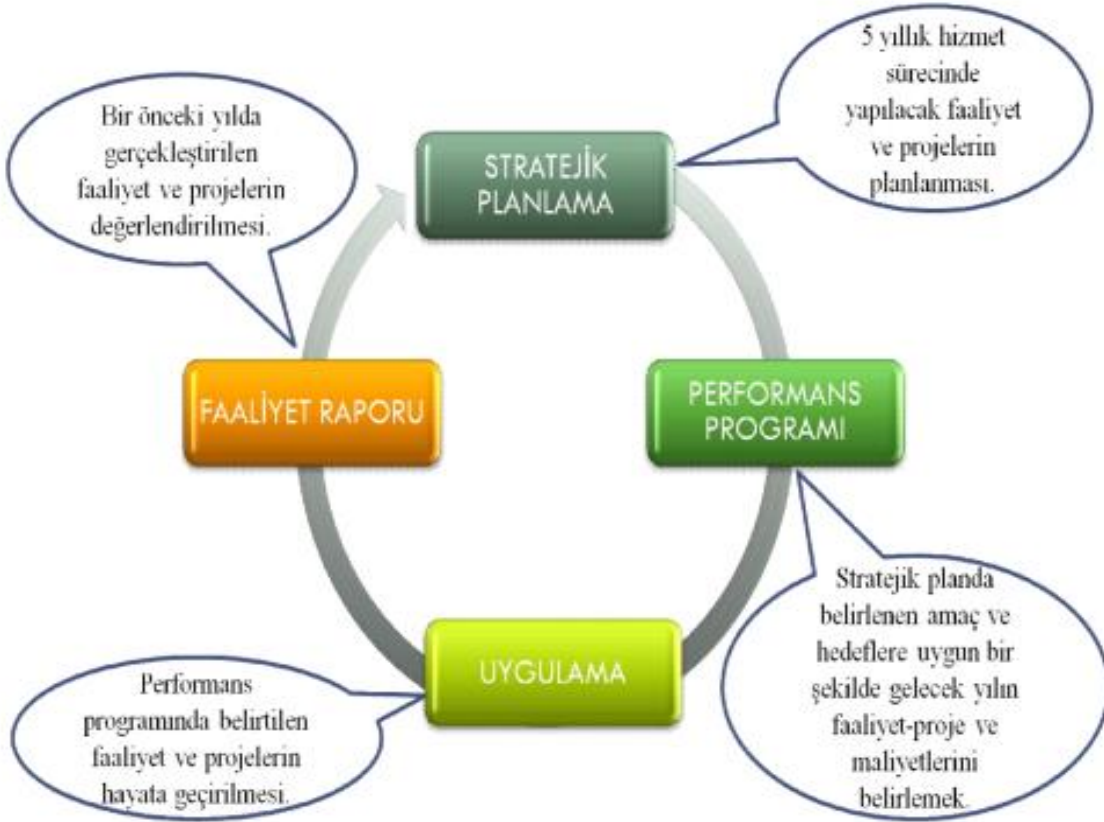 5 yıllık hizmet
sürecinde
yapılacak faaliyet
ve projelerin
planlanması.
Bir önceki yılda
gerçekleştirilen
faaliyet ve projelerin
değerlendirilmesi.
STRATEJİK
PLANLAMA
FAALİYET RAPORU
PERFORMANS
PROGRAMI
Stratejik planda
belirlenen amaç ve
hedeflere uygun bir
şekilde gelecek yılın
faaliyet-proje ve
maliyetlerini
belirlemek.
UYGULAMA
Performans
programında belirtilen
faaliyet ve projelerin
hayata geçirilmesi.